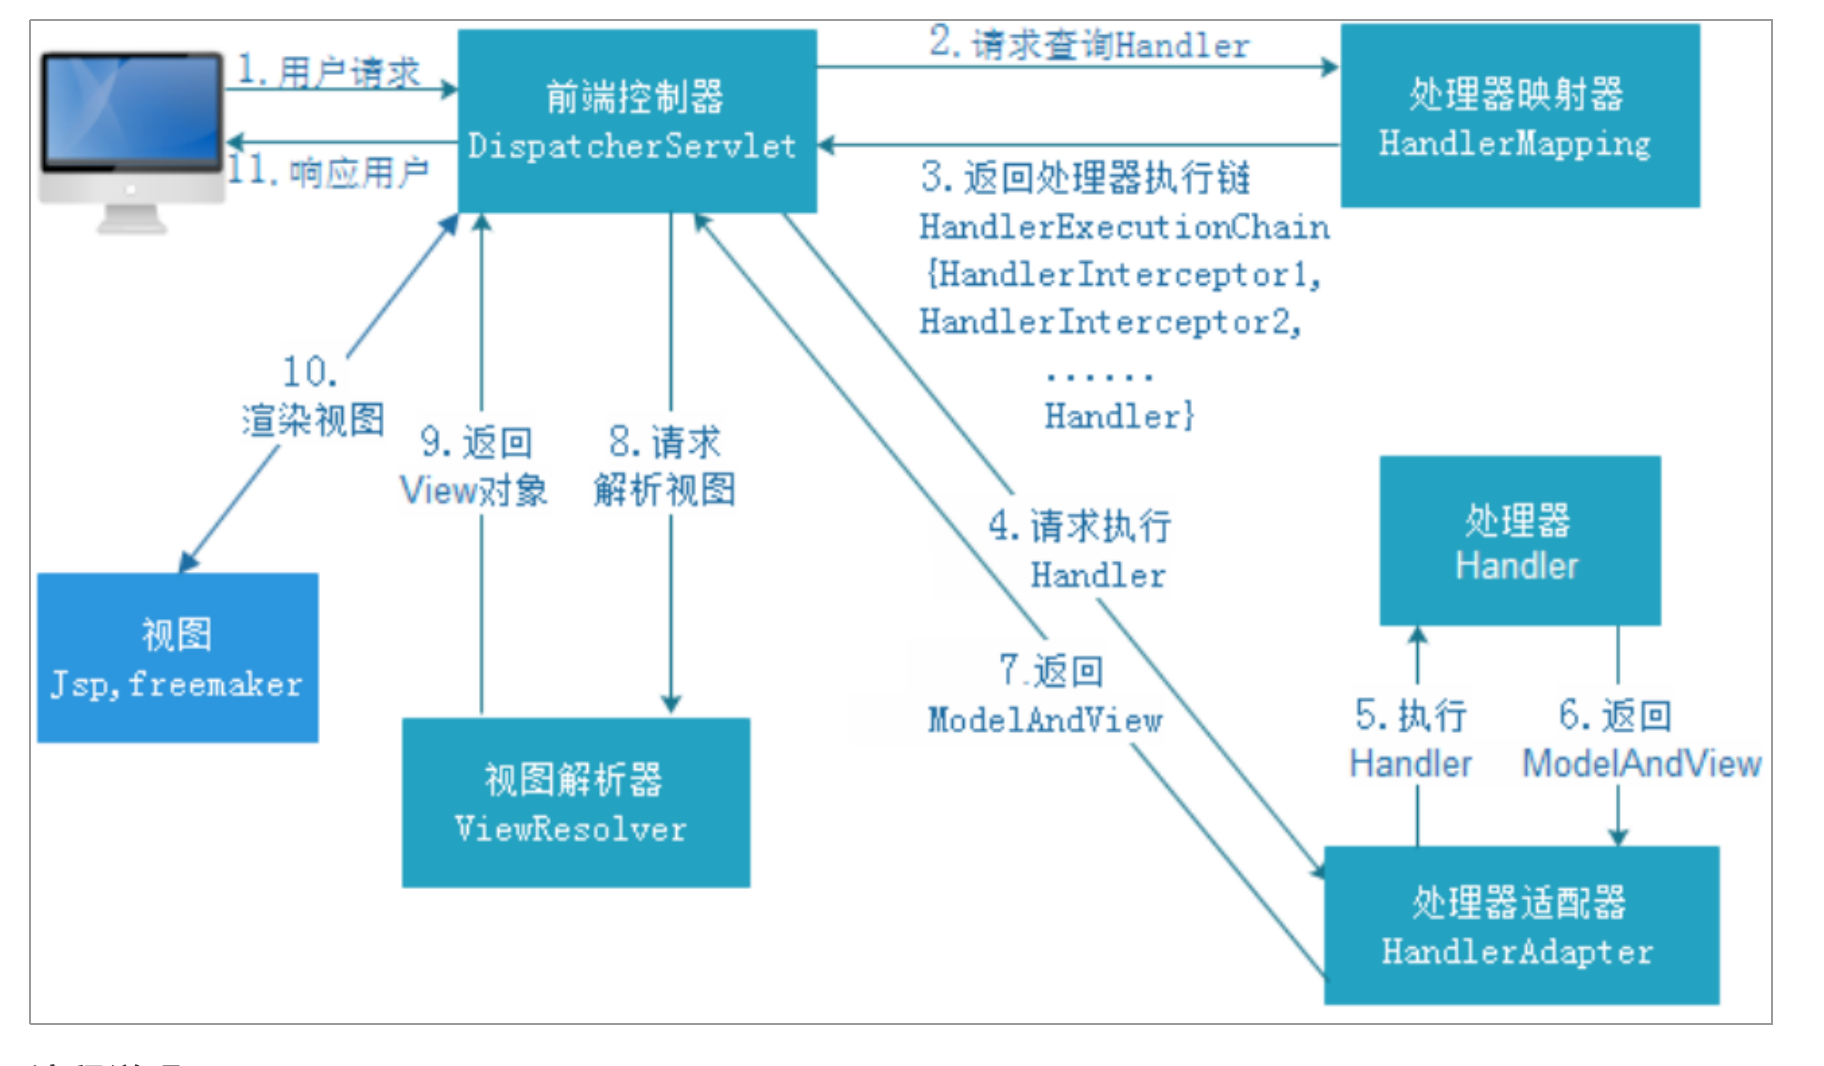 1.用户请求
11.响应用户
前端控制器
DispatcherServlet
2.请求查询Handler
处理器映射器
HandlerMapping
3.返回处理器执行链
HandlerExecutionChain
{HandlerInterceptor1,
HandlerInterceptor2,
......
Handler}
10.
渲染视图
9.返回
View对象
8.请求
解析视图
4.请求执行
Handler
处理器
Handler
视图
Jsp,freemaker
7.返回
ModelAndView
5.执行
Handler
6.返回
ModelAndView
视图解析器
ViewResolver
处理器适配器
HandlerAdapter